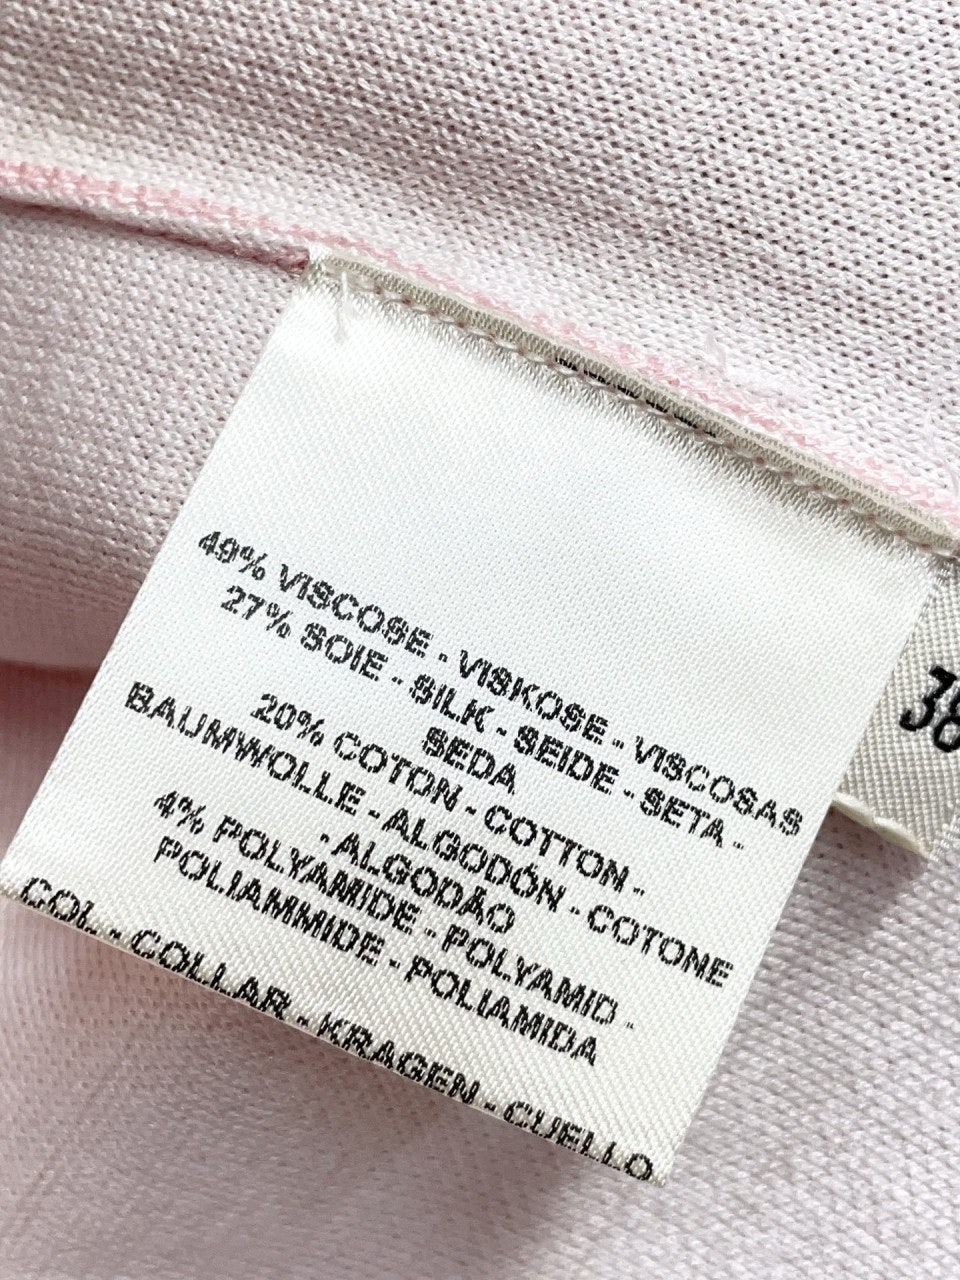 49% VISCOSE - VISKOSE - VISCOSAS
27% SOIE - SILK - SEIDE - SETA -
SEDA
20% COTON - COTTON -
BAUMWOLLE - ALGODÓN - COTONE
- ALGODÃO
4% POLYAMIDE - POLYAMID -
POLIAMMIDE - POLIAMIDA
COL - COLLAR - KRAGEN - CUELLO
38